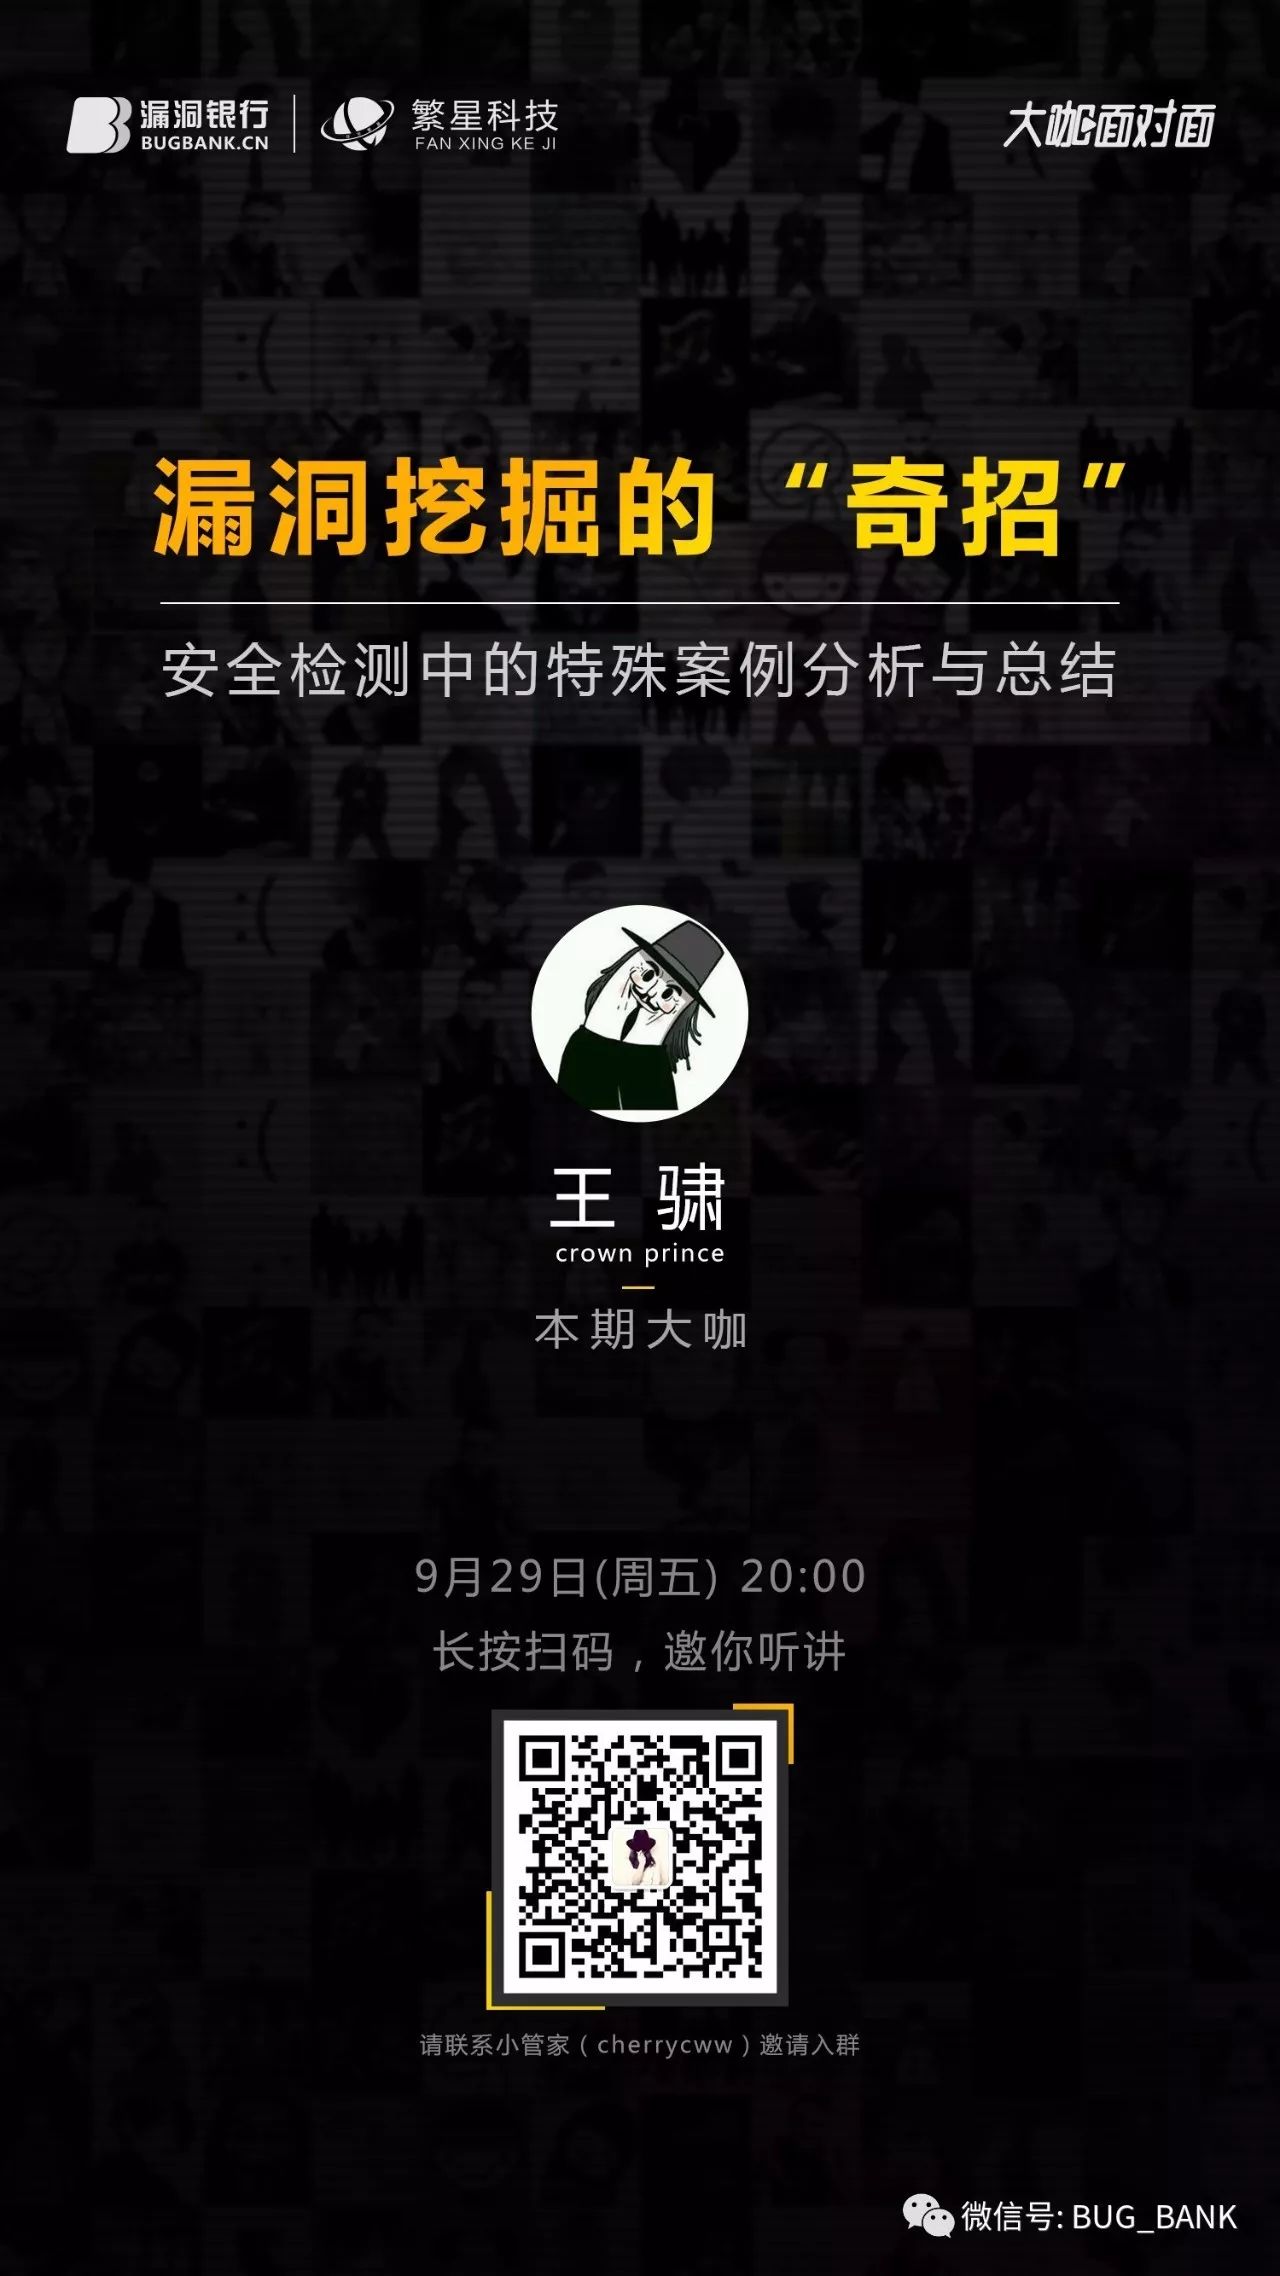 漏洞银行
BUGBANK.CN
繁星科技
FAN XING KE JI
大咖面对面
漏洞挖掘的“奇招”
安全检测中的特殊案例分析与总结
王骕
crown prince
本期大咖
9月29日(周五) 20:00
长按扫码，邀你听讲
请联系小管家（cherrycww）邀请入群
微信号: BUG_BANK